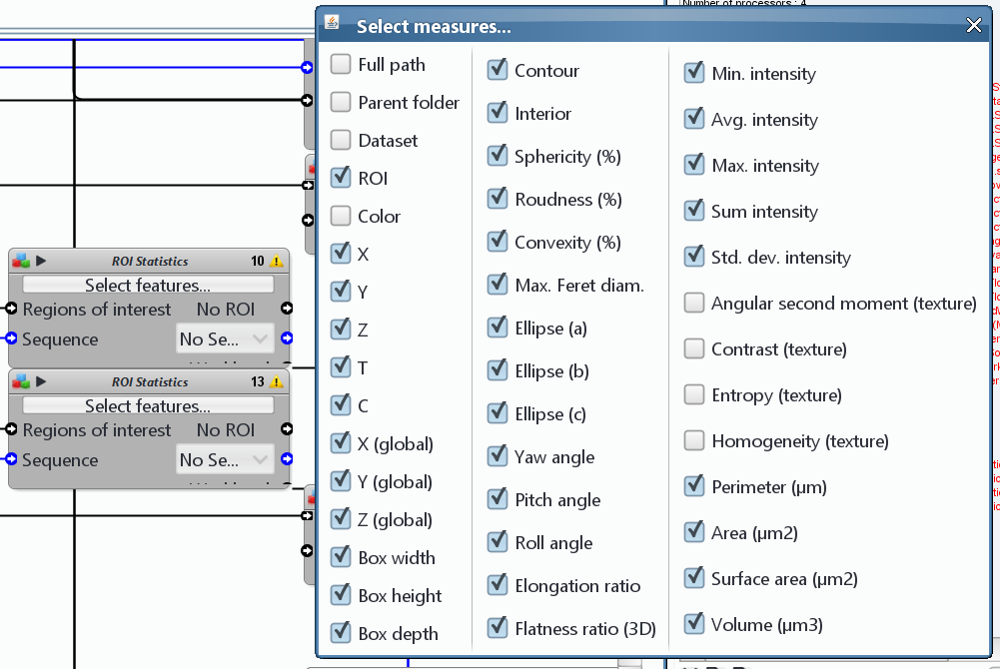 Number of processors : 4
Select measures...
Full path
Parent folder
Dataset
ROI
Color
X
Y
Z
T
C
X (global)
Y (global)
Z (global)
Box width
Box height
Box depth
Contour
Interior
Sphericity (%)
Roudness (%)
Convexity (%)
Max. Feret diam.
Ellipse (a)
Ellipse (b)
Ellipse (c)
Yaw angle
Pitch angle
Roll angle
Elongation ratio
Flatness ratio (3D)
Min. intensity
Avg. intensity
Max. intensity
Sum intensity
Std. dev. intensity
Angular second moment (texture)
Contrast (texture)
Entropy (texture)
Homogeneity (texture)
Perimeter (µm)
Area (µm2)
Surface area (µm2)
Volume (µm3)
ROI Statistics 10
Select features...
Regions of interest No ROI
Sequence No Se...
ROI Statistics 13
Select features...
Regions of interest No ROI
Sequence No Se...